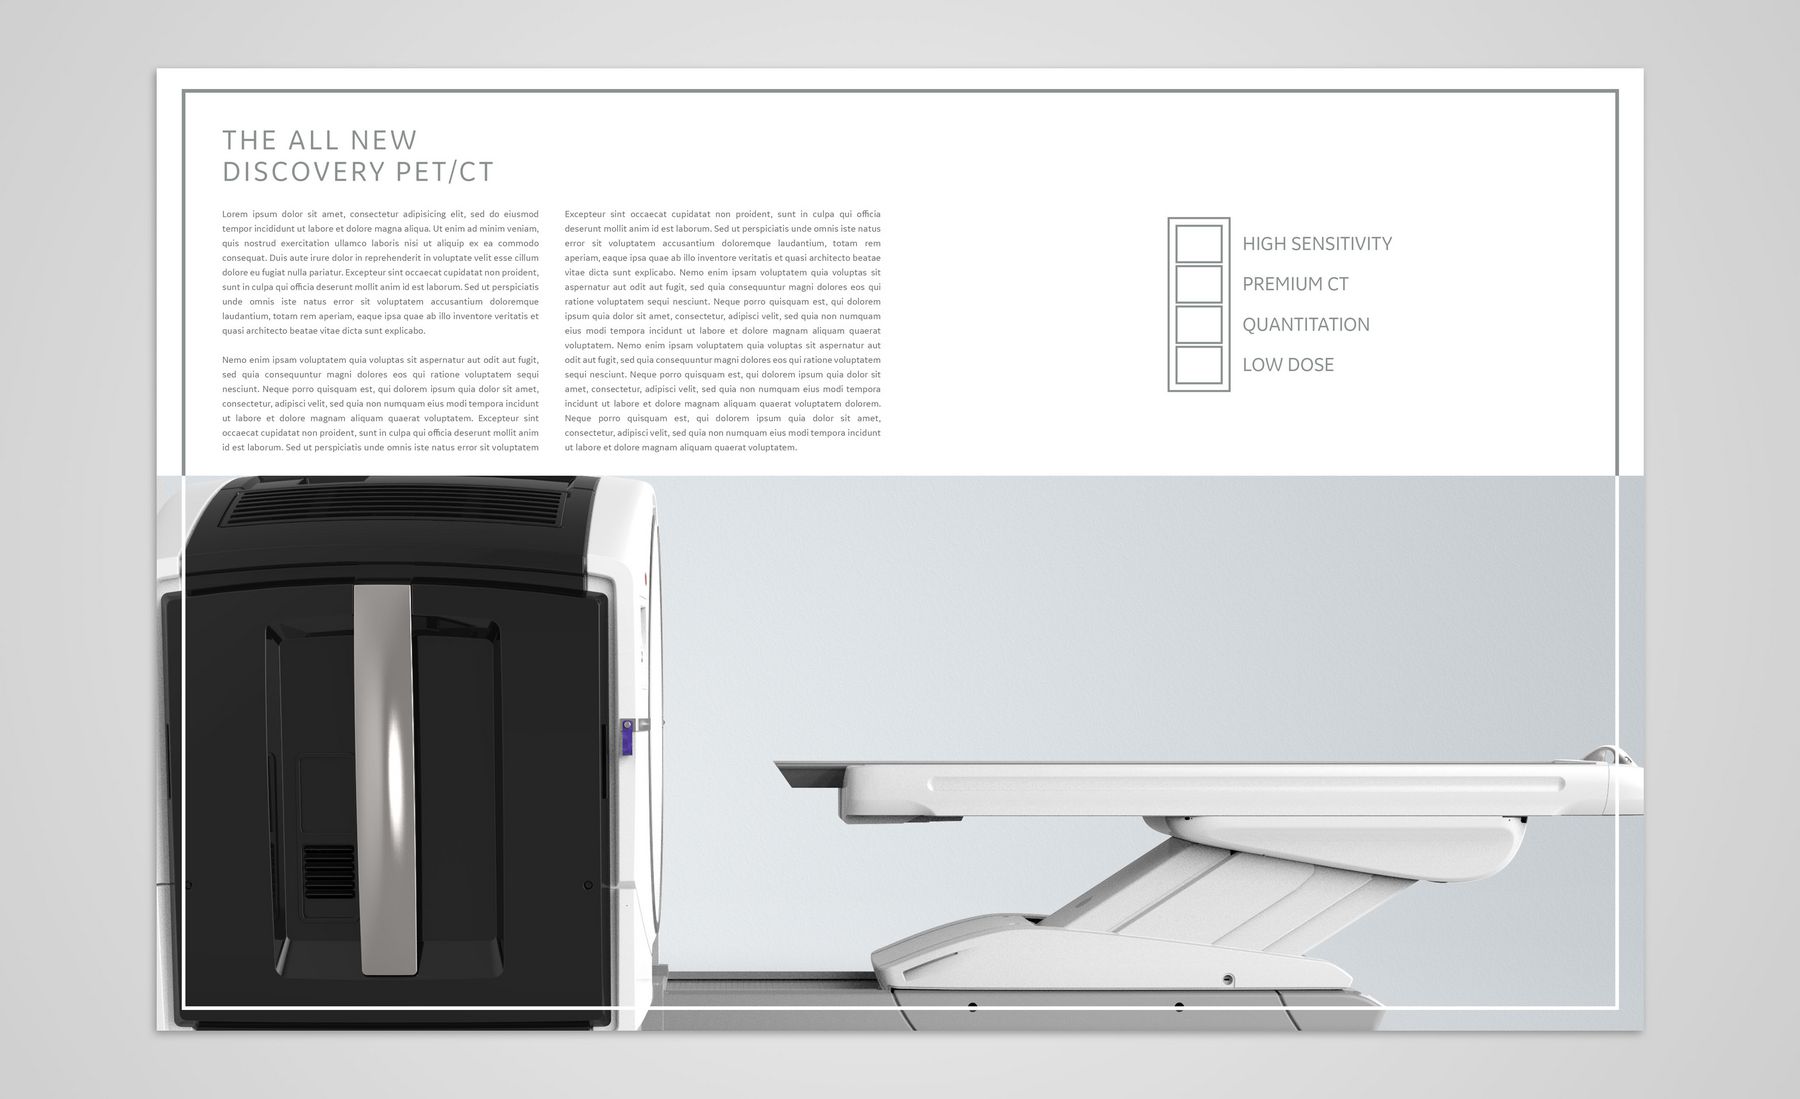 THE ALL NEW
DISCOVERY PET/CT
Lorem ipsum dolor sit amet, consectetur adipisicing elit, sed do eiusmod
tempor incididunt ut labore et dolore magna aliqua. Ut enim ad minim veniam,
quis nostrud exercitation ullamco laboris nisi ut aliquip ex ea commodo
consequat. Duis aute irure dolor in reprehenderit in voluptate velit esse cillum
dolore eu fugiat nulla pariatur. Excepteur sint occaecat cupidatat non proident,
sunt in culpa qui officia deserunt mollit anim id est laborum. Sed ut perspiciatis
unde omnis iste natus error sit voluptatem accusantium doloremque
laudantium, totam rem aperiam, eaque ipsa quae ab illo inventore veritatis et
quasi architecto beatae vitae dicta sunt explicabo.
Nemo enim ipsam voluptatem quia voluptas sit aspernatur aut odit aut fugit,
sed quia consequuntur magni dolores eos qui ratione voluptatem sequi
nesciunt. Neque porro quisquam est, qui dolorem ipsum quia dolor sit amet,
consectetur, adipisci velit, sed quia non numquam eius modi tempora incidunt
ut labore et dolore magnam aliquam quaerat voluptatem. Excepteur sint
occaecat cupidatat non proident, sunt in culpa qui officia deserunt mollit anim
id est laborum. Sed ut perspiciatis unde omnis iste natus error sit voluptatem
Excepteur sint occaecat cupidatat non proident, sunt in culpa qui officia
deserunt mollit anim id est laborum. Sed ut perspiciatis unde omnis iste natus
error sit voluptatem accusantium doloremque laudantium, totam rem
aperiam, eaque ipsa quae ab illo inventore veritatis et quasi architecto beatae
vitae dicta sunt explicabo. Nemo enim ipsam voluptatem quia voluptas sit
aspernatur aut odit aut fugit, sed quia consequuntur magni dolores eos qui
ratione voluptatem sequi nesciunt. Neque porro quisquam est, qui dolorem
ipsum quia dolor sit amet, consectetur, adipisci velit, sed quia non numquam
eius modi tempora incidunt ut labore et dolore magnam aliquam quaerat
voluptatem. Nemo enim ipsam voluptatem quia voluptas sit aspernatur aut
odit aut fugit, sed quia consequuntur magni dolores eos qui ratione voluptatem
sequi nesciunt. Neque porro quisquam est, qui dolorem ipsum quia dolor sit
amet, consectetur, adipisci velit, sed quia non numquam eius modi tempora
incidunt ut labore et dolore magnam aliquam quaerat voluptatem dolorem.
Neque porro quisquam est, qui dolorem ipsum quia dolor sit amet,
consectetur, adipisci velit, sed quia non numquam eius modi tempora incidunt
ut labore et dolore magnam aliquam quaerat voluptatem.
HIGH SENSITIVITY
PREMIUM CT
QUANTITATION
LOW DOSE